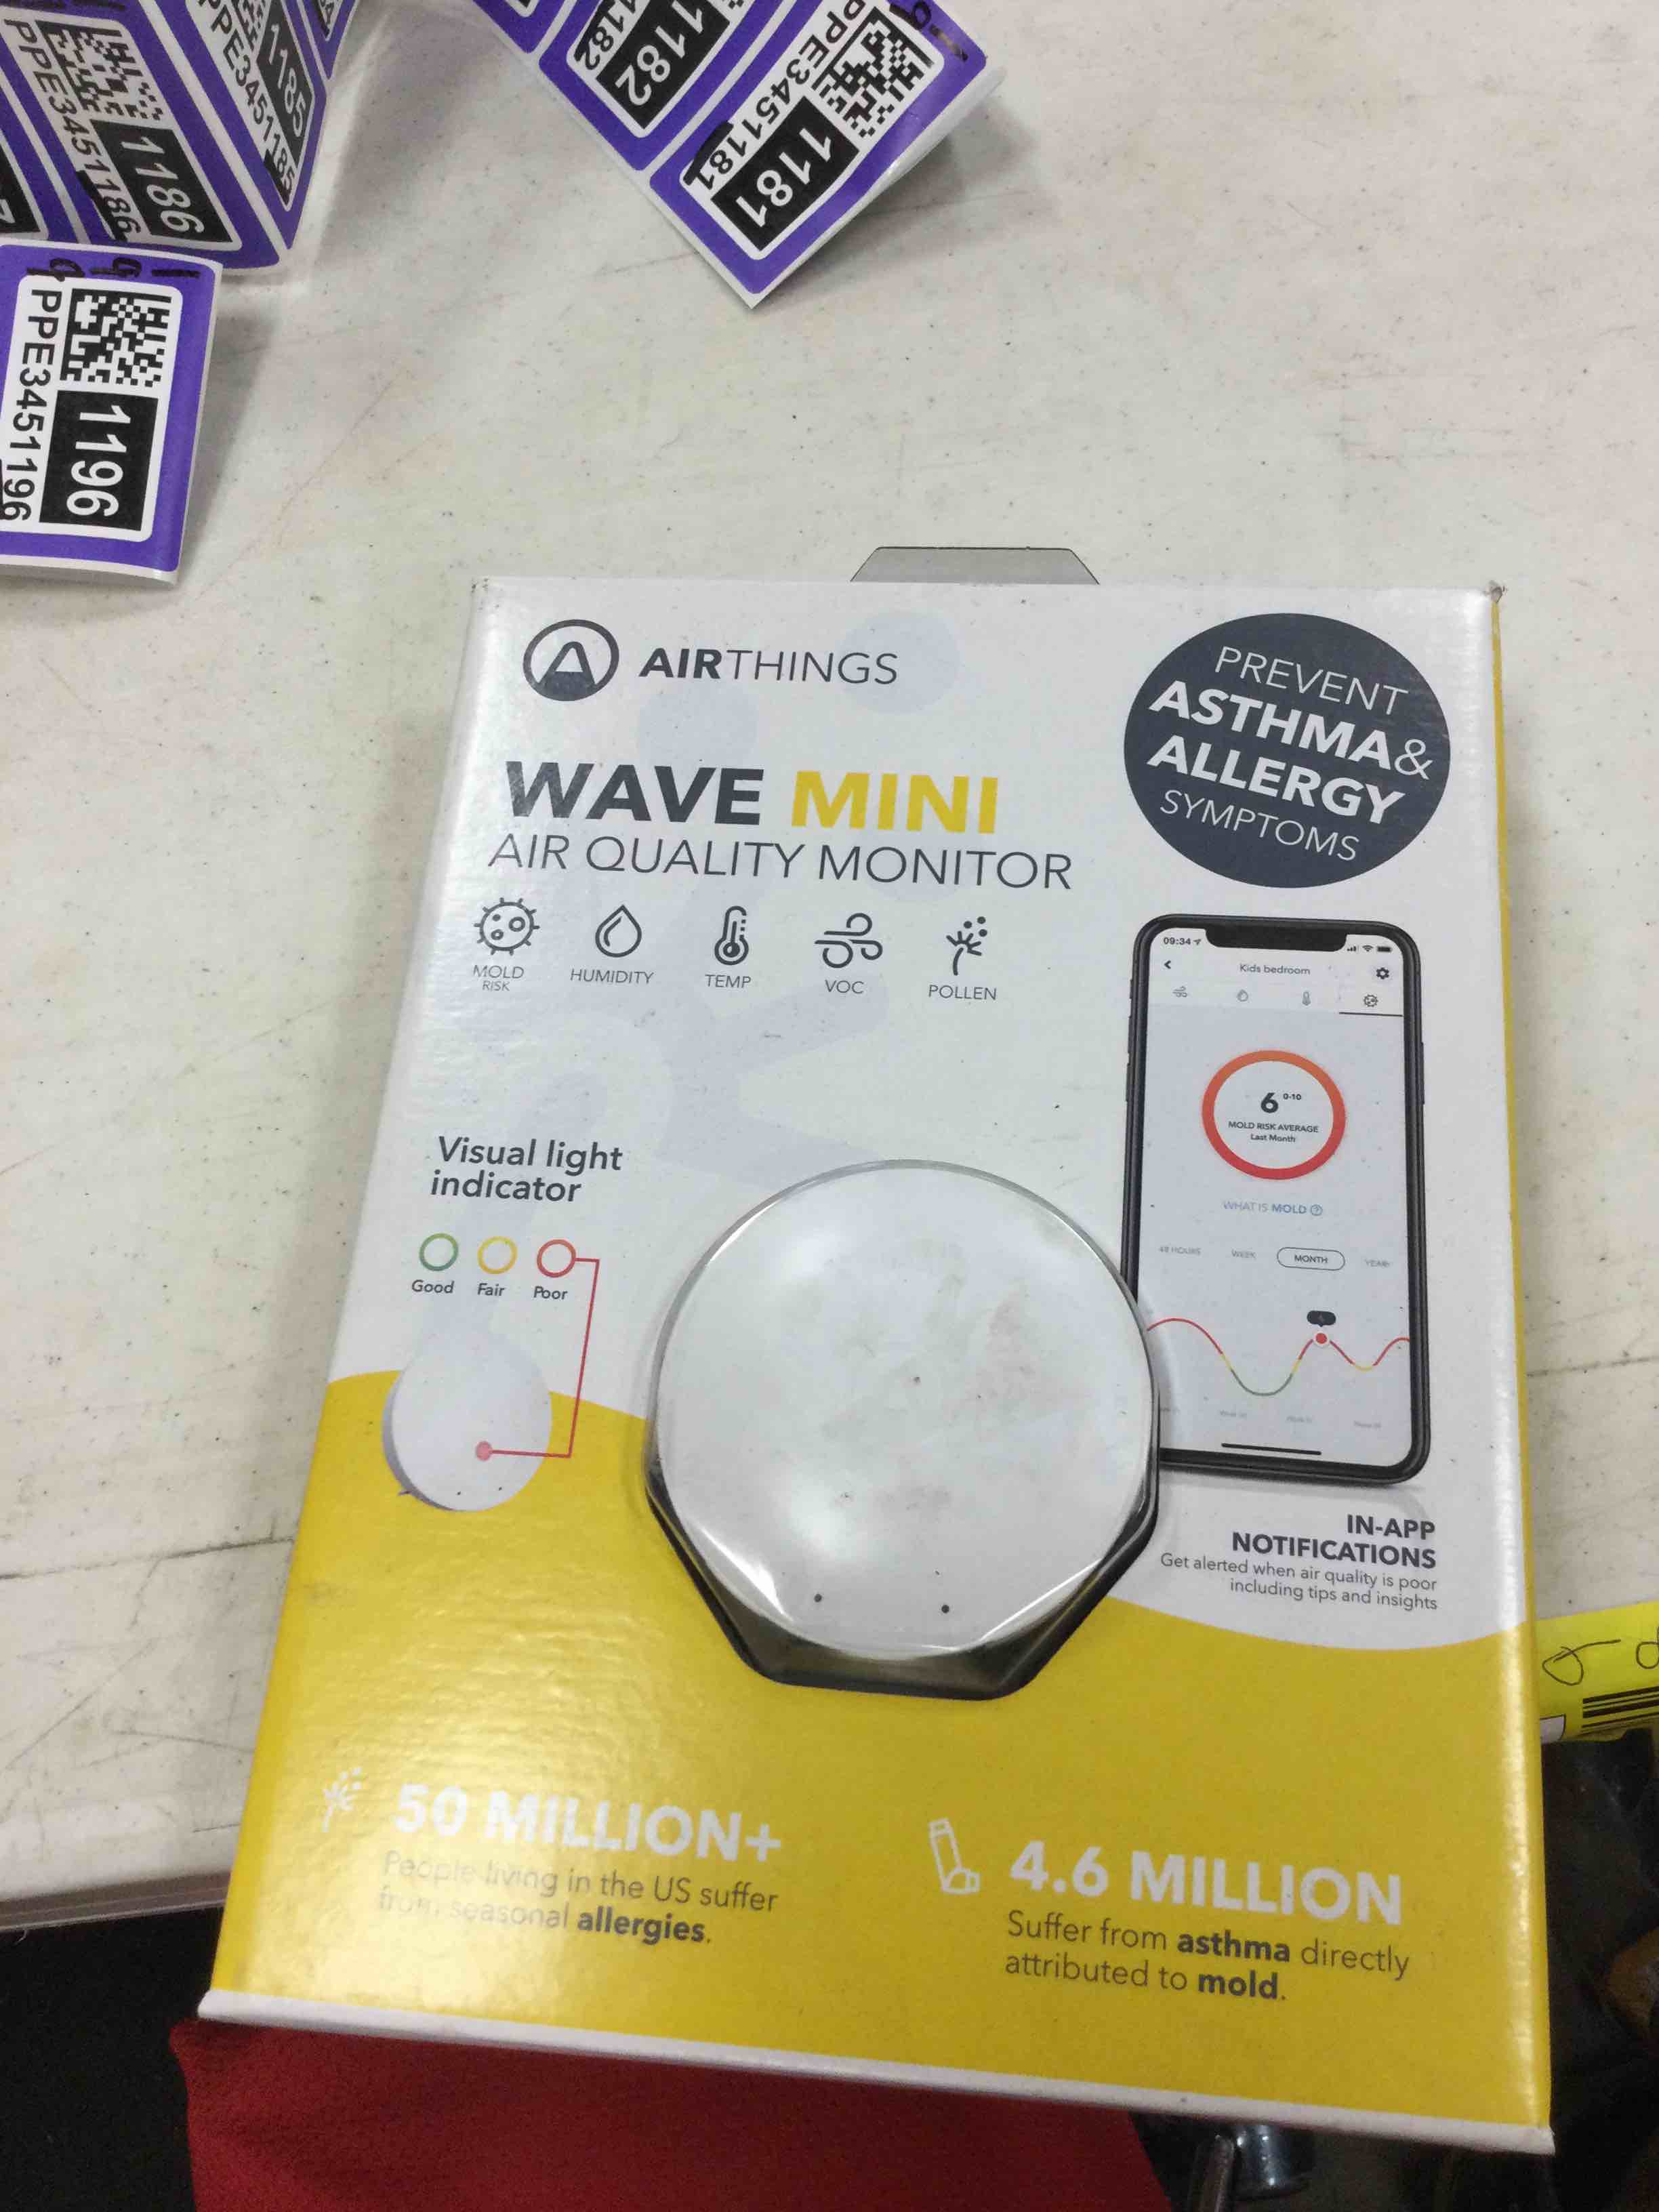 1182
1182
PPE3451181
1181
PPE3451185
1185
PPE3451186
1186
PPE3451196
1196
AIRTHINGS
PREVENT
ASTHMA&
ALLERGY
SYMPTOMS
WAVE MINI
AIR QUALITY MONITOR
MOLD
RISK
HUMIDITY
TEMP
VOC
POLLEN
09:34
Kids bedroom
6 0-10
MOLD RISK AVERAGE
Last Month
WHAT IS MOLD ?
48 HOURS
WEEK
MONTH
YEAR
Visual light
indicator
Good
Fair
Poor
IN-APP
NOTIFICATIONS
Get alerted when air quality is poor
including tips and insights
50 MILLION+
People living in the US suffer
from seasonal allergies.
4.6 MILLION
Suffer from asthma directly
attributed to mold.